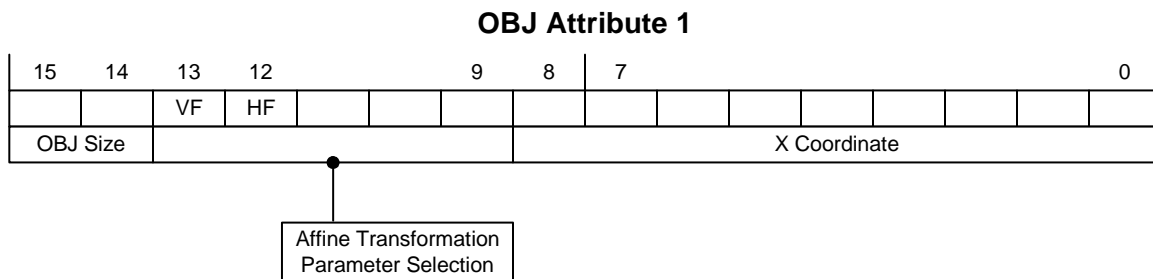 OBJ Attribute 1
15 14 13 12 9 8 7 0
VF HF
OBJ Size X Coordinate
Affine Transformation
Parameter Selection